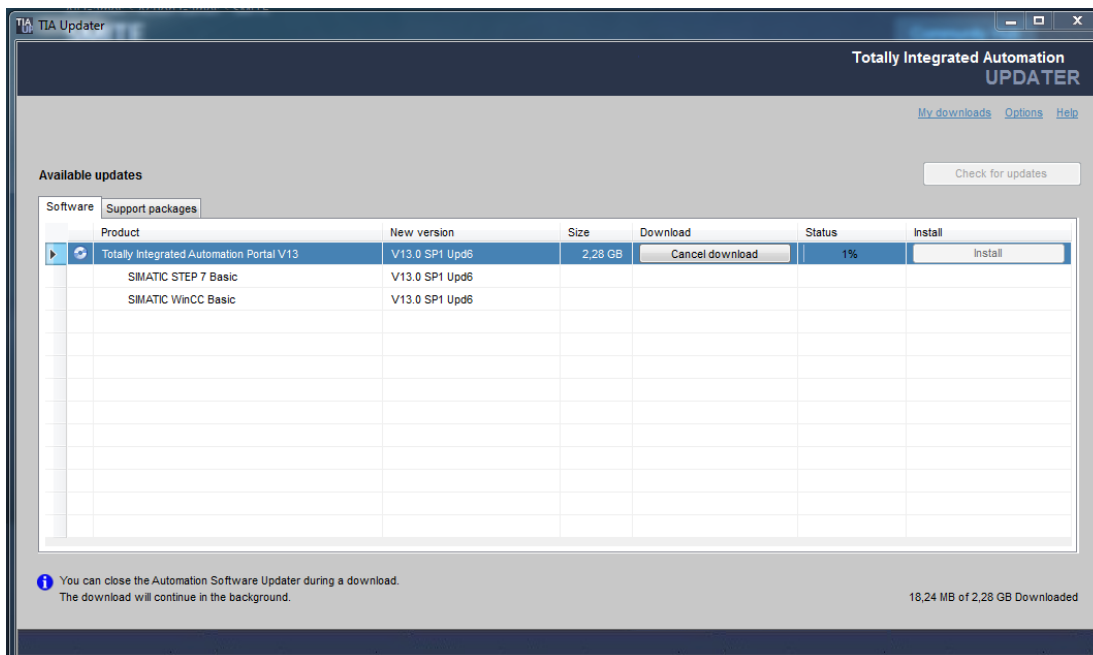 TIA Updater
Totally Integrated Automation
UPDATER
My downloads Options Help
Available updates
Check for updates
Software Support packages
Product New version Size Download Status Install
Totally Integrated Automation Portal V13 V13.0 SP1 Upd6 2,28 GB Cancel download 1% Install
SIMATIC STEP 7 Basic V13.0 SP1 Upd6
SIMATIC WinCC Basic V13.0 SP1 Upd6
You can close the Automation Software Updater during a download.
The download will continue in the background.
18,24 MB of 2,28 GB Downloaded